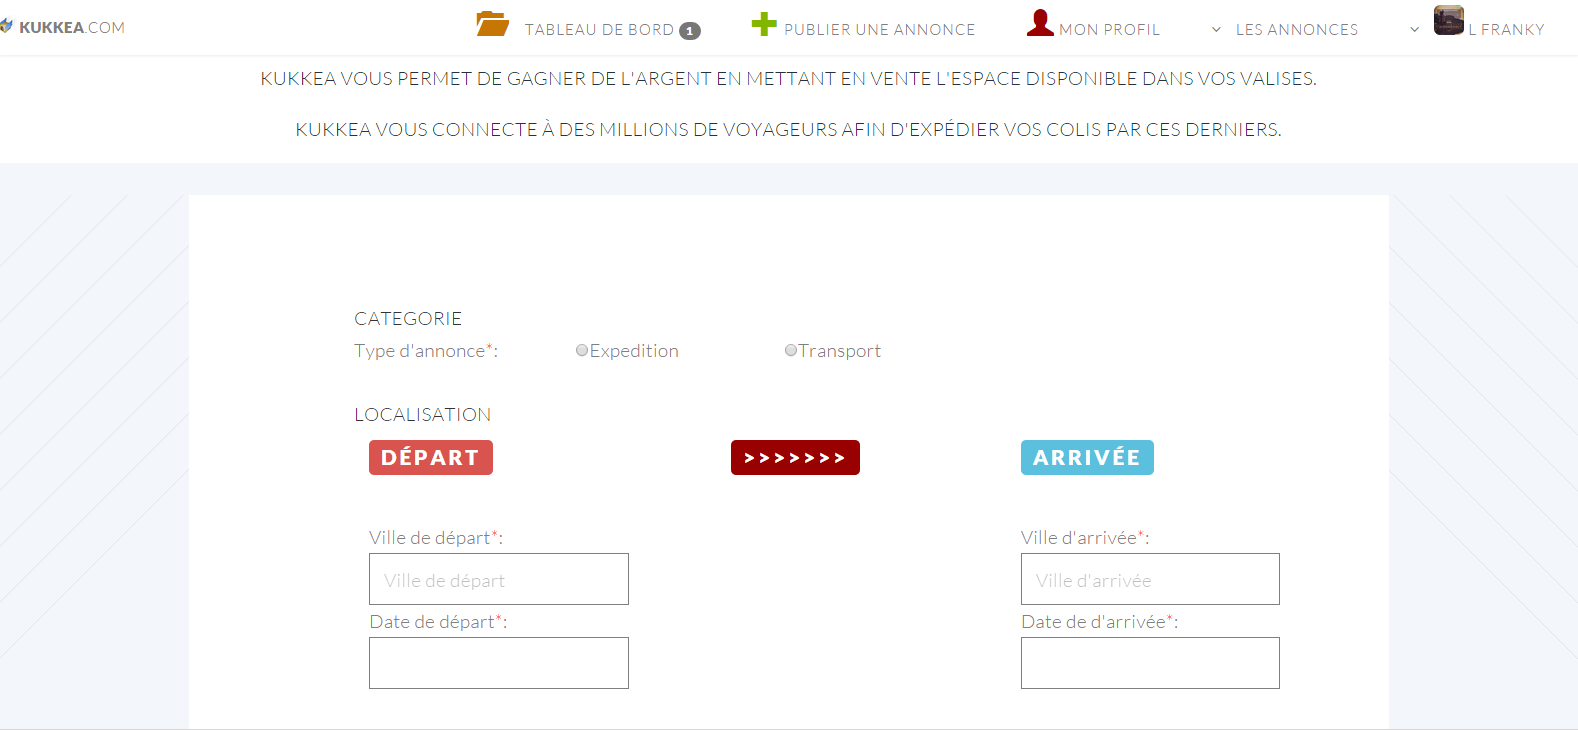 KUKKEA.COM
TABLEAU DE BORD 1
PUBLIER UNE ANNONCE
MON PROFIL
LES ANNONCES
L FRANKY
KUKKEA VOUS PERMET DE GAGNER DE L'ARGENT EN METTANT EN VENTE L'ESPACE DISPONIBLE DANS VOS VALISES.
KUKKEA VOUS CONNECTE À DES MILLIONS DE VOYAGEURS AFIN D'EXPÉDIER VOS COLIS PAR CES DERNIERS.
CATEGORIE
Type d'annonce*:
Expedition
Transport
LOCALISATION
DÉPART
>>>>>>>
ARRIVÉE
Ville de départ*:
Ville d'arrivée*:
Ville de départ
Ville d'arrivée
Date de départ*:
Date de d'arrivée*: